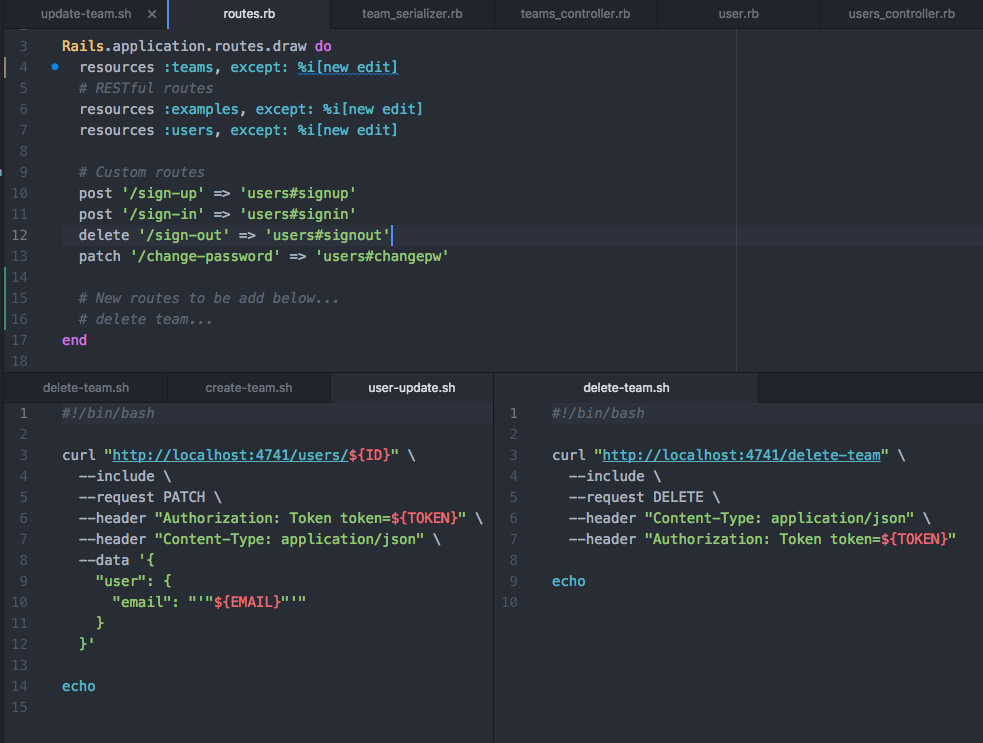 update-team.sh × routes.rb team_serializer.rb teams_controller.rb user.rb users_controller.rb
3 Rails.application.routes.draw do
4 resources :teams, except: %i[new edit]
5 # RESTful routes
6 resources :examples, except: %i[new edit]
7 resources :users, except: %i[new edit]
8
9 # Custom routes
10 post '/sign-up' => 'users#signup'
11 post '/sign-in' => 'users#signin'
12 delete '/sign-out' => 'users#signout'
13 patch '/change-password' => 'users#changepw'
14
15 # New routes to be add below...
16 # delete team...
17 end
18
delete-team.sh create-team.sh user-update.sh
1 #!/bin/bash
2
3 curl "http://localhost:4741/users/${ID}" \
4 --include \
5 --request PATCH \
6 --header "Authorization: Token token=${TOKEN}" \
7 --header "Content-Type: application/json" \
8 --data '{
9 "user": {
10 "email": "'"${EMAIL}"'"
11 }
12 }'
13
14 echo
15
delete-team.sh
1 #!/bin/bash
2
3 curl "http://localhost:4741/delete-team" \
4 --include \
5 --request DELETE \
6 --header "Content-Type: application/json" \
7 --header "Authorization: Token token=${TOKEN}"
8
9 echo
10